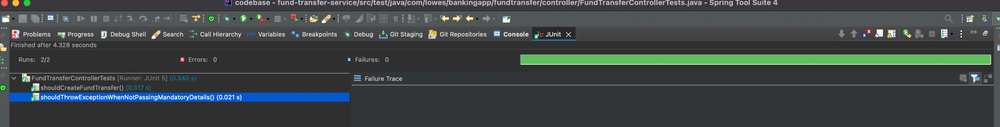 codebase - fund-transfer-service/src/test/java/com/lowes/bankingapp/fundtransfer/controller/FundTransferControllerTests.java - Spring Tool Suite 4
Problems Progress Debug Shell Search Call Hierarchy (x)= Variables Breakpoints Debug Git Staging Git Repositories Console JUnit
Finished after 4.328 seconds
Runs: 2/2 Errors: 0 Failures: 0
FundTransferControllerTests [Runner: JUnit 5] (0.340 s)
Failure Trace
shouldCreateFundTransfer() (0.317 s)
shouldThrowExceptionWhenNotPassingMandatoryDetails() (0.021 s)